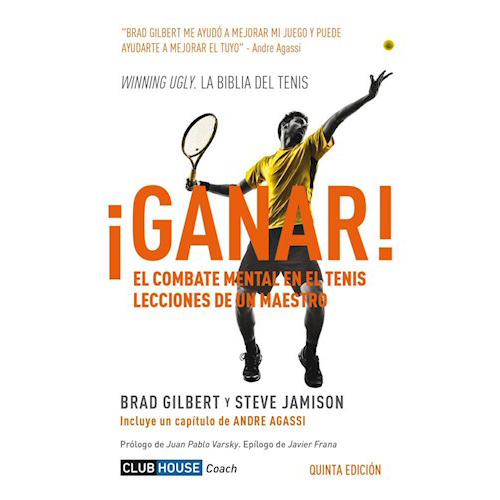 "BRAD GILBERT ME AYUDÓ A MEJORAR MI JUEGO Y PUEDE
AYUDARTE A MEJORAR EL TUYO" - Andre Agassi
WINNING UGLY. LA BIBLIA DEL TENIS
¡GANAR!
EL COMBATE MENTAL EN EL TENIS
LECCIONES DE UN MAESTRO
BRAD GILBERT Y STEVE JAMISON
Incluye un capítulo de ANDRE AGASSI
Prólogo de Juan Pablo Varsky. Epílogo de Javier Frana
CLUBHOUSE Coach
QUINTA EDICIÓN